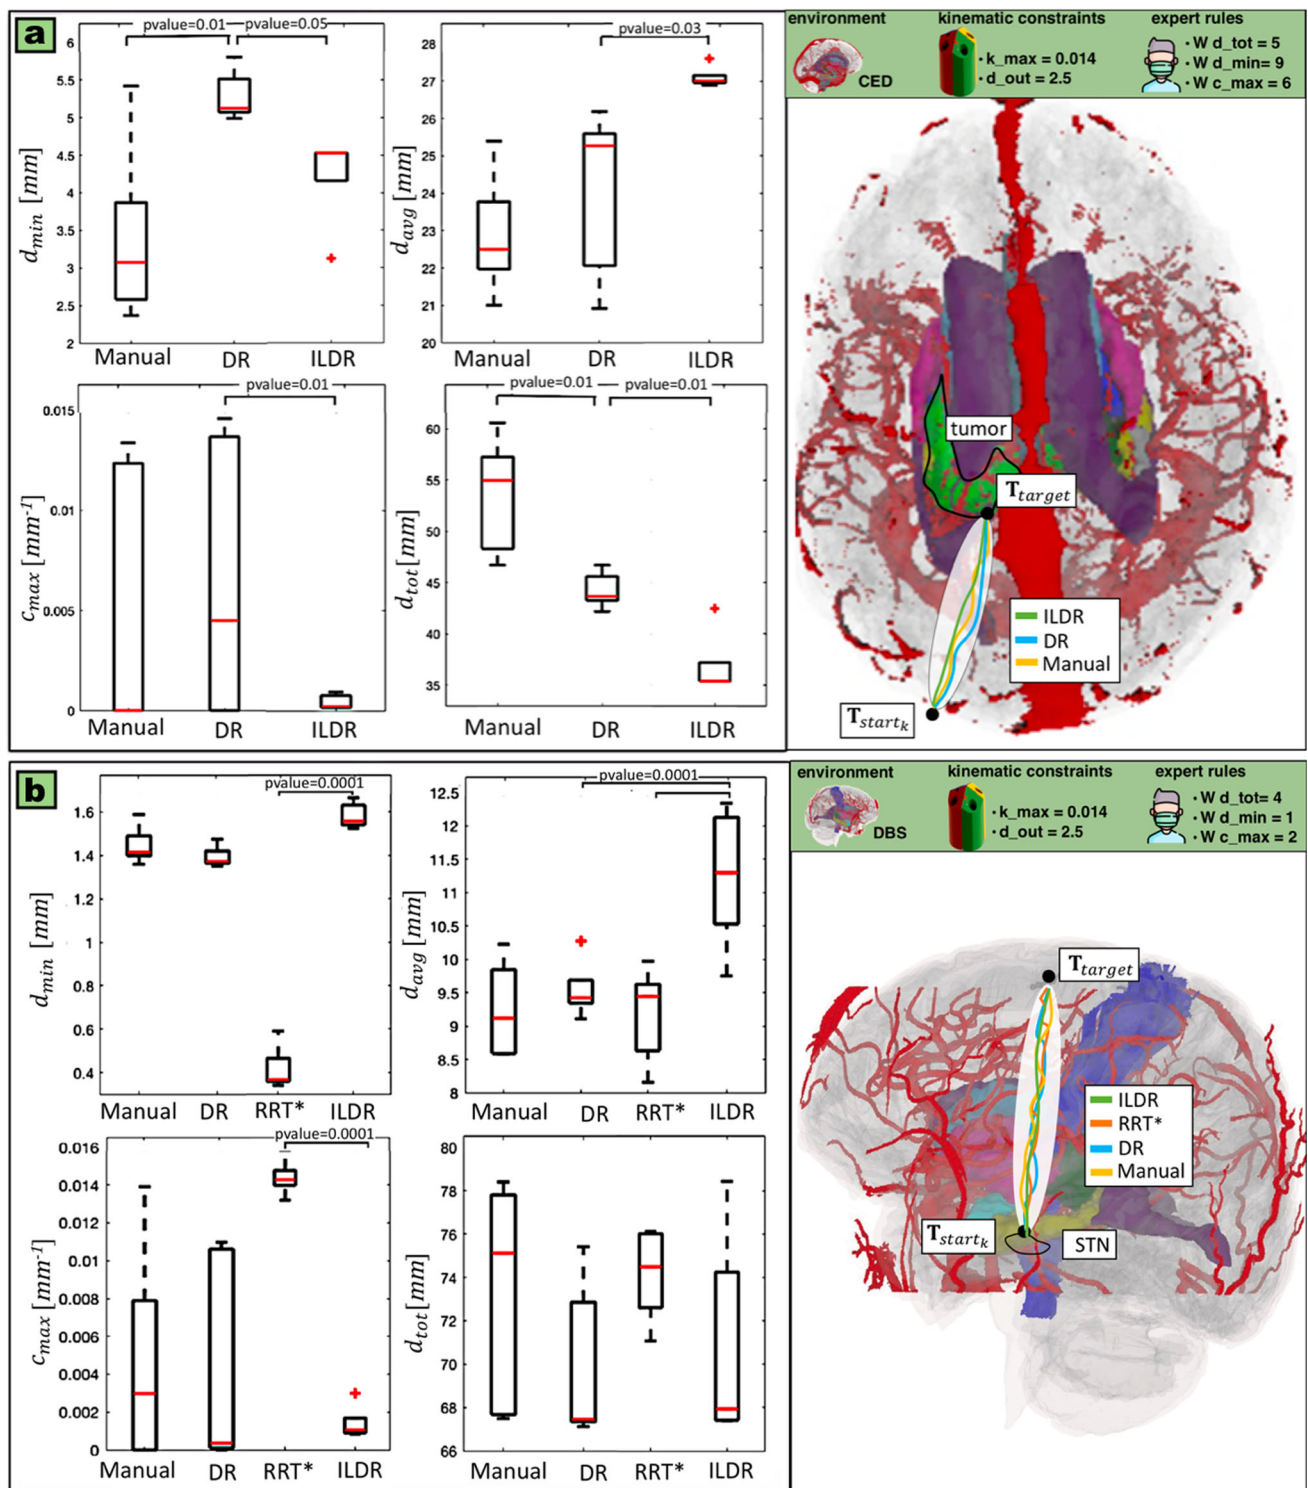 a
pvalue=0.01
pvalue=0.05
d_min [mm]
6
5.5
5
4.5
4
3.5
3
2.5
2
Manual
DR
ILDR
pvalue=0.03
d_avg [mm]
28
27
26
25
24
23
22
21
20
Manual
DR
ILDR
pvalue=0.01
c_max [mm⁻¹]
0.015
0.01
0.005
0
Manual
DR
ILDR
pvalue=0.01
pvalue=0.01
d_tot [mm]
60
55
50
45
40
35
Manual
DR
ILDR
environment
CED
kinematic constraints
· k_max = 0.014
· d_out = 2.5
expert rules
· W d_tot = 5
· W d_min= 9
· W c_max = 6
tumor
T_target
ILDR
DR
Manual
T_start_k
b
pvalue=0.0001
d_min [mm]
1.6
1.4
1.2
1
0.8
0.6
0.4
Manual
DR
RRT*
ILDR
pvalue=0.0001
d_avg [mm]
12.5
12
11.5
11
10.5
10
9.5
9
8.5
8
Manual
DR
RRT*
ILDR
pvalue=0.0001
c_max [mm⁻¹]
0.016
0.014
0.012
0.010
0.008
0.006
0.004
0.002
0
Manual
DR
RRT*
ILDR
d_tot [mm]
80
78
76
74
72
70
68
66
Manual
DR
RRT*
ILDR
environment
DBS
kinematic constraints
· k_max = 0.014
· d_out = 2.5
expert rules
· W d_tot= 4
· W d_min = 1
· W c_max = 2
T_target
ILDR
RRT*
DR
Manual
T_start_k
STN